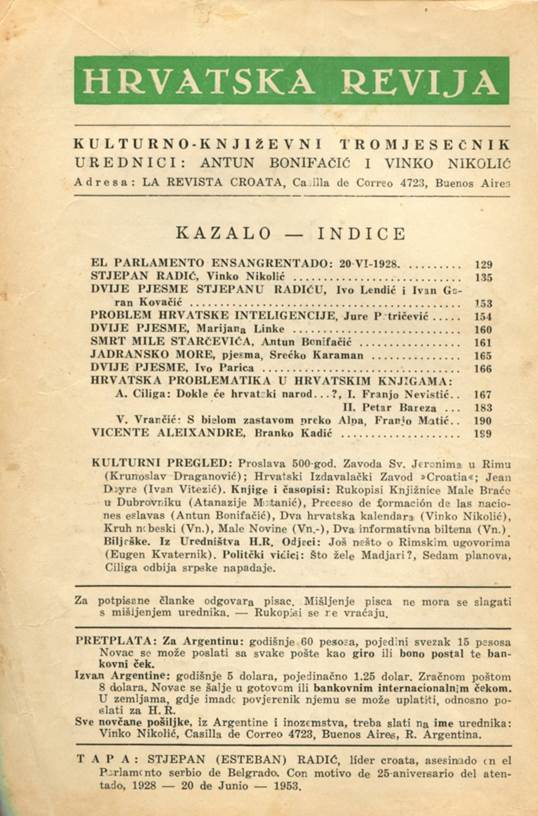 HRVATSKA REVIJA
KULTURNO-KNJIŽEVNI TROMJESEČNIK
UREDNICI: ANTUN BONIFAČIĆ I VINKO NIKOLIĆ
Adresa: LA REVISTA CROATA, Casilla de Correo 4723, Buenos Aires
KAZALO — INDICE
EL PARLAMENTO ENSANGRENTADO: 20-VI-1928. ......... 129
STJEPAN RADIĆ, Vinko Nikolić ......................... 135
DVIJE PJESME STJEPANU RADIĆU, Ivo Lendić i Ivan Go-
ran Kovačić ....................................... 153
PROBLEM HRVATSKE INTELIGENCIJE, Jure Petričević ..... 154
DVIJE PJESME, Marijana Linke .......................... 160
SMRT MILE STARČEVIĆA, Antun Bonifačić ............... 161
JADRANSKO MORE, pjesma, Srećko Karaman ............. 165
DVIJE PJESME, Ivo Parica ............................... 166
HRVATSKA PROBLEMATIKA U HRVATSKIM KNJIGAMA:
A. Ciliga: Dokle će hrvatski narod...?, I. Franjo Nevistić.. 167
II. Petar Bareza ... 183
V. Vrančić: S bielom zastavom preko Alpa, Franjo Matić.. 190
VICENTE ALEIXANDRE, Branko Kadić .................. 199
KULTURNI PREGLED: Proslava 500-god. Zavoda Sv. Jeronima u Rimu
(Krunoslav Draganović); Hrvatski Izdavalački Zavod »Croatia«; Jean
Dayre (Ivan Vitezić). Knjige i časopisi: Rukopisi Knjižnice Male Braće
u Dubrovniku (Atanazije Matanić), Proceso de formación de las nacio-
nes eslavas (Antun Bonifačić), Dva hrvatska kalendara (Vinko Nikolić),
Kruh nebeski (Vn.), Male Novine (Vn.-), Dva informativna biltena (Vn.)
Bilješke. Iz Uredništva H.R. Odjeci: Još nešto o Rimskim ugovorima
(Eugen Kvaternik). Politčki vićici: Što žele Madjari?, Sedam planova,
Ciliga odbija srpske napadaje.
Za potpisane članke odgovara pisac. Mišljenje pisca ne mora se slagati
s mišijenjem urednika. — Rukopisi se ne vraćaju.
PRETPLATA: Za Argentinu: godišnje 60 pesosa, pojedini svezak 15 pesosa
Novac se može poslati sa svake pošte kao giro ili bono postal te ban-
kovni ček.
Izvan Argentine: godišnje 5 dolara, pojedinačno 1.25 dolar. Zračnom poštom
8 dolara. Novac se šalje u gotovom ili bankovnim internacionalnim čekom.
U zemljama, gdje imade povjerenik njemu se može uplatiti, odnosno po-
slati za H. R.
Sve novčane pošiljke, iz Argentine i inozemstva, treba slati na ime urednika:
Vinko Nikolić, Casilla de Correo 4723, Buenos Aires, R. Argentina.
TAPA: STJEPAN (ESTEBAN) RADIĆ, líder croata, asesinado en el
Parlamento serbio de Belgrado. Con motivo de 25-aniversario del aten-
tado, 1928 — 20 de Junio — 1953.